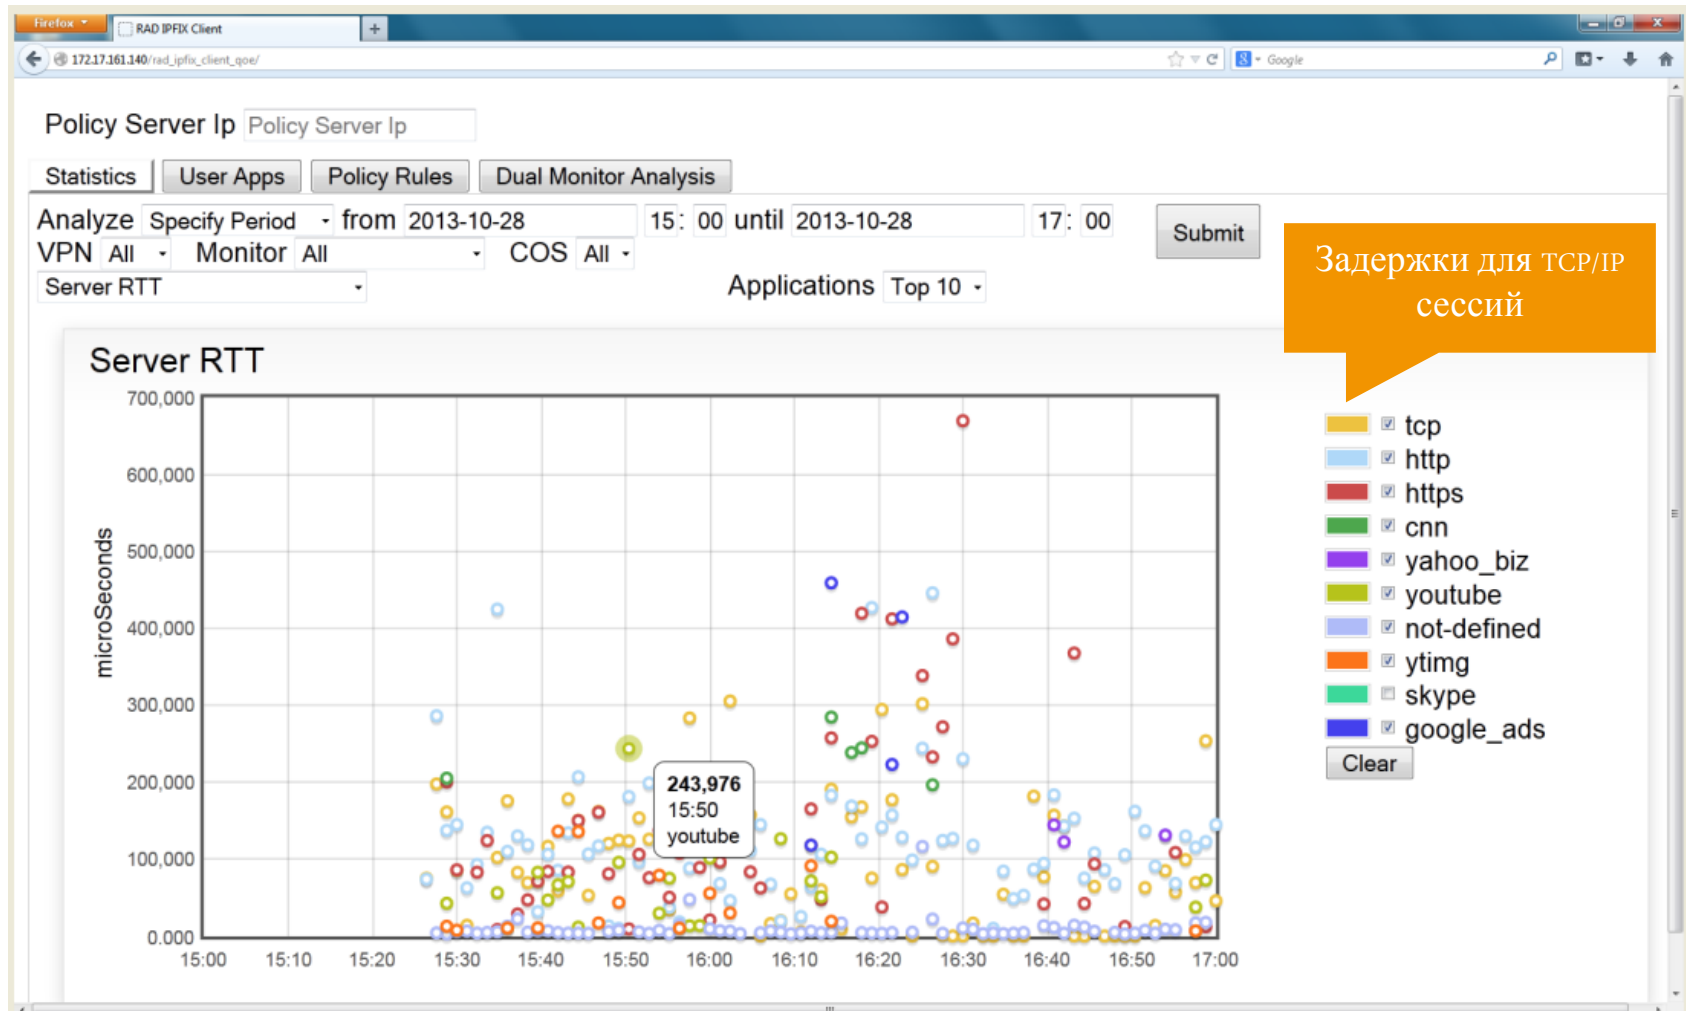 Firefox
RAD IPFIX Client
+
172.17.161.140/rad_ipfix_client_qoe/
8
Google
Policy Server Ip Policy Server Ip
Statistics User Apps Policy Rules Dual Monitor Analysis
Analyze Specify Period from 2013-10-28 15: 00 until 2013-10-28 17: 00 Submit
VPN All Monitor All COS All
Server RTT Applications Top 10
Задержки для TCP/IP
сессий
Server RTT
microSeconds
700,000
600,000
500,000
400,000
300,000
200,000
100,000
0.000
243,976
15:50
youtube
15:00 15:10 15:20 15:30 15:40 15:50 16:00 16:10 16:20 16:30 16:40 16:50 17:00
tcp
http
https
cnn
yahoo_biz
youtube
not-defined
ytimg
skype
google_ads
Clear